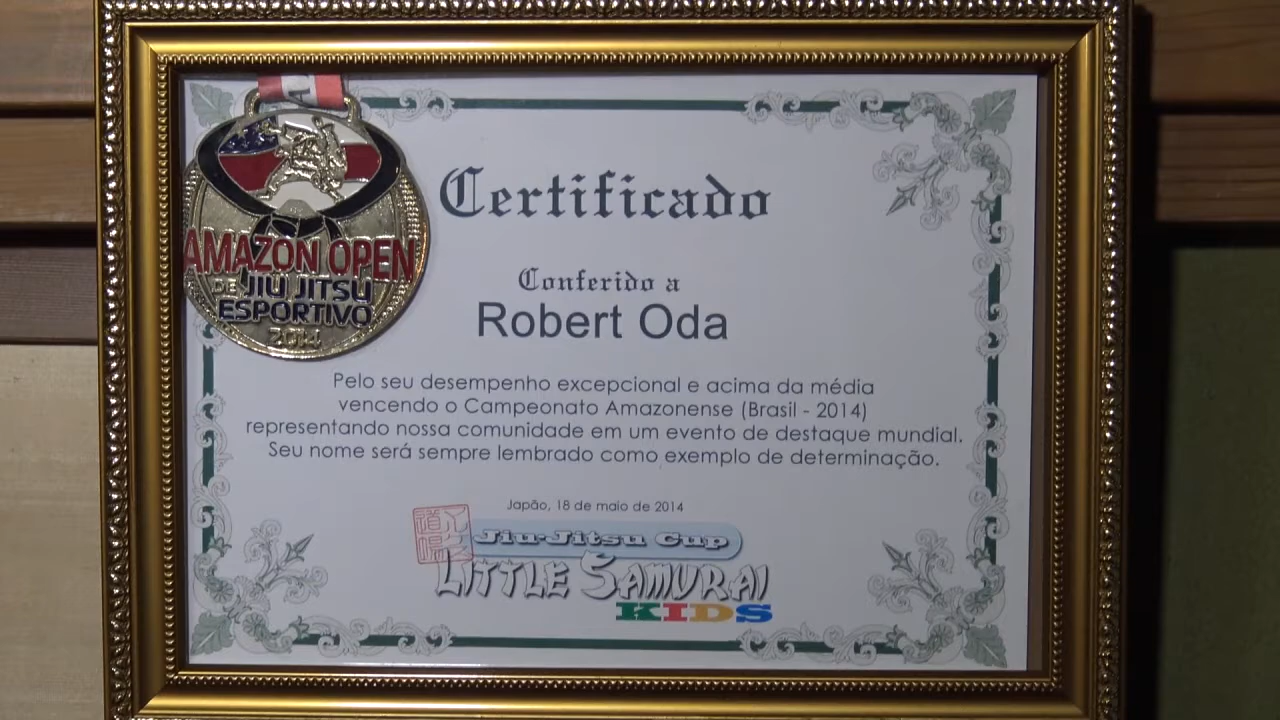 Certificado
Conferido a
Robert Oda
Pelo seu desempenho excepcional e acima da média
vencendo o Campeonato Amazonense (Brasil - 2014)
representando nossa comunidade em um evento de destaque mundial.
Seu nome será sempre lembrado como exemplo de determinação.
Japão, 18 de maio de 2014
Jiu-Jitsu Cup
LITTLE SAMURAI
KIDS
AMAZON OPEN
DE JIU JITSU
ESPORTIVO
2014